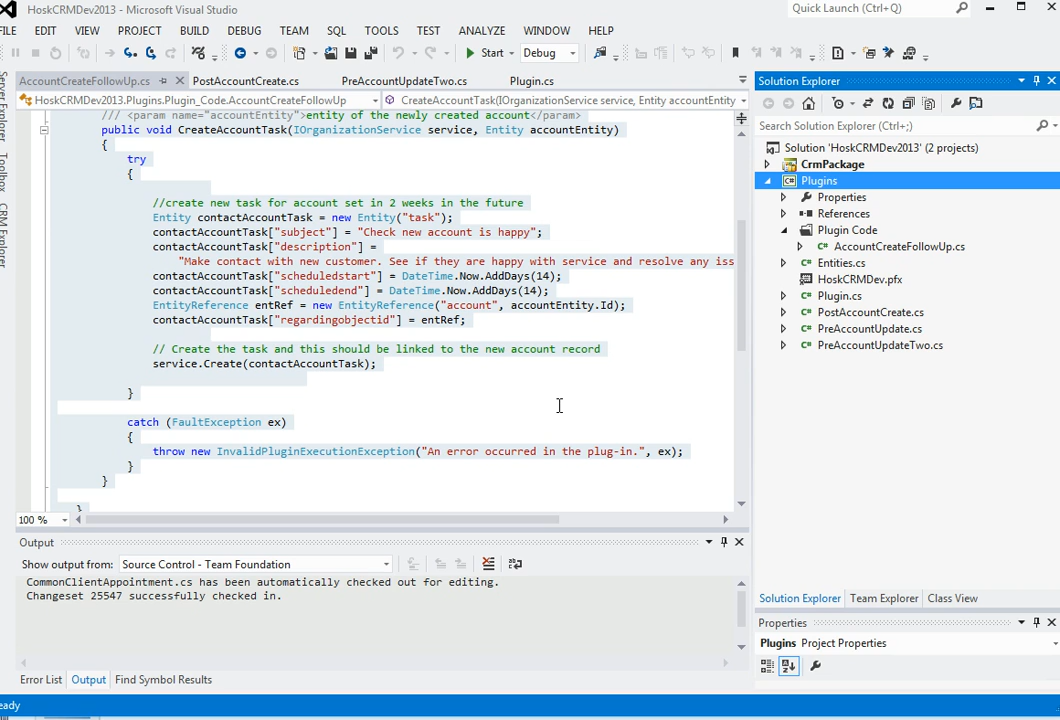 HoskCRMDev2013 - Microsoft Visual Studio
Quick Launch (Ctrl+Q)
FILE EDIT VIEW PROJECT BUILD DEBUG TEAM SQL TOOLS TEST ANALYZE WINDOW HELP
Start Debug
AccountCreateFollowUp.cs PostAccountCreate.cs PreAccountUpdateTwo.cs Plugin.cs
HoskCRMDev2013.Plugins.Plugin_Code.AccountCreateFollowUp CreateAccountTask(IOrganizationService service, Entity accountEntity
/// <param name="accountEntity">entity of the newly created account</param>
public void CreateAccountTask(IOrganizationService service, Entity accountEntity)
{
try
{
//create new task for account set in 2 weeks in the future
Entity contactAccountTask = new Entity("task");
contactAccountTask["subject"] = "Check new account is happy";
contactAccountTask["description"] =
"Make contact with new customer. See if they are happy with service and resolve any iss
contactAccountTask["scheduledstart"] = DateTime.Now.AddDays(14);
contactAccountTask["scheduledend"] = DateTime.Now.AddDays(14);
EntityReference entRef = new EntityReference("account", accountEntity.Id);
contactAccountTask["regardingobjectid"] = entRef;
// Create the task and this should be linked to the new account record
service.Create(contactAccountTask);
}
catch (FaultException ex)
{
throw new InvalidPluginExecutionException("An error occurred in the plug-in.", ex);
}
}
}
100 %
Output
Show output from: Source Control - Team Foundation
CommonClientAppointment.cs has been automatically checked out for editing.
Changeset 25547 successfully checked in.
Error List Output Find Symbol Results
eady
Server Explorer
Toolbox
CRM Explorer
Solution Explorer
Search Solution Explorer (Ctrl+;)
Solution 'HoskCRMDev2013' (2 projects)
CrmPackage
C# Plugins
Properties
References
Plugin Code
C# AccountCreateFollowUp.cs
C# Entities.cs
HoskCRMDev.pfx
C# Plugin.cs
C# PostAccountCreate.cs
C# PreAccountUpdate.cs
C# PreAccountUpdateTwo.cs
Solution Explorer Team Explorer Class View
Properties
Plugins Project Properties